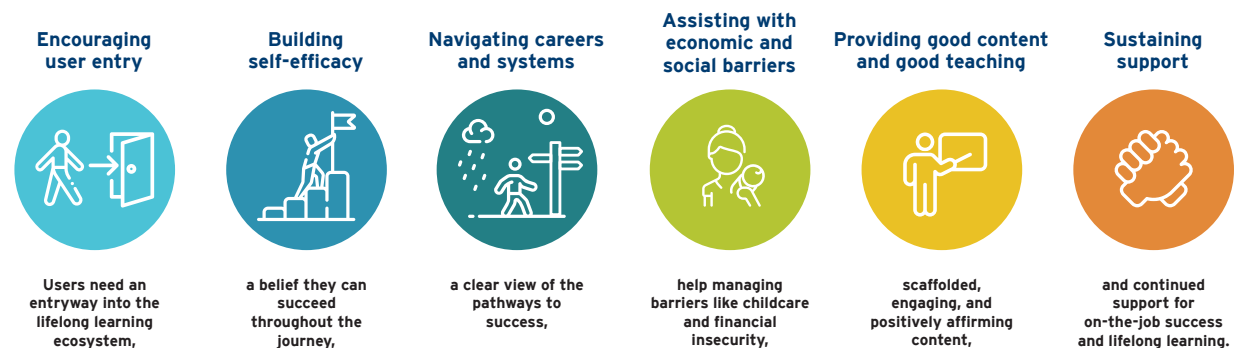 Encouraging
user entry
Building
self-efficacy
Navigating careers
and systems
Assisting with
economic and
social barriers
Providing good content
and good teaching
Sustaining
support
Users need an
entryway into the
lifelong learning
ecosystem,
a belief they can
succeed
throughout the
journey,
a clear view of the
pathways to
success,
help managing
barriers like childcare
and financial
insecurity,
scaffolded,
engaging, and
positively affirming
content,
and continued
support for
on-the-job success
and lifelong learning.